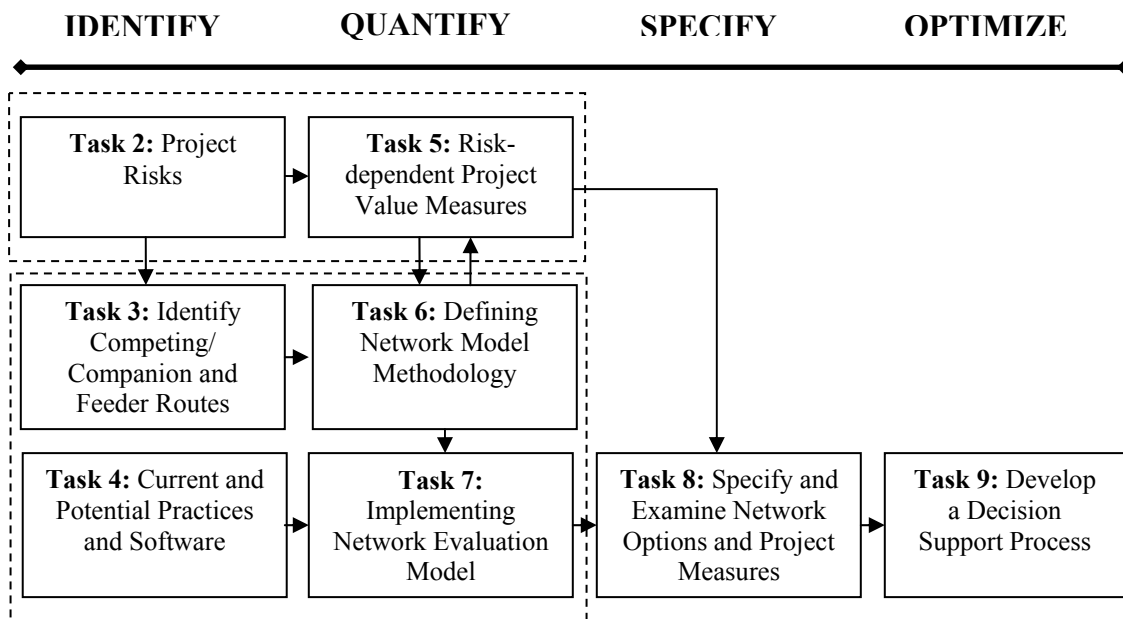 IDENTIFY QUANTIFY SPECIFY OPTIMIZE
Task 2: Project
Risks
Task 5: Risk-
dependent Project
Value Measures
Task 3: Identify
Competing/
Companion and
Feeder Routes
Task 6: Defining
Network Model
Methodology
Task 4: Current and
Potential Practices
and Software
Task 7:
Implementing
Network Evaluation
Model
Task 8: Specify and
Examine Network
Options and Project
Measures
Task 9: Develop
a Decision
Support Process